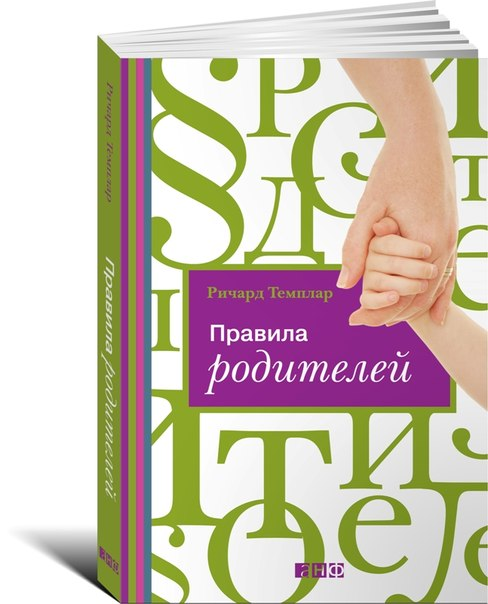 Ричард Темплар
Правила родителей
Ричард Темплар
Правила
родителей
анф